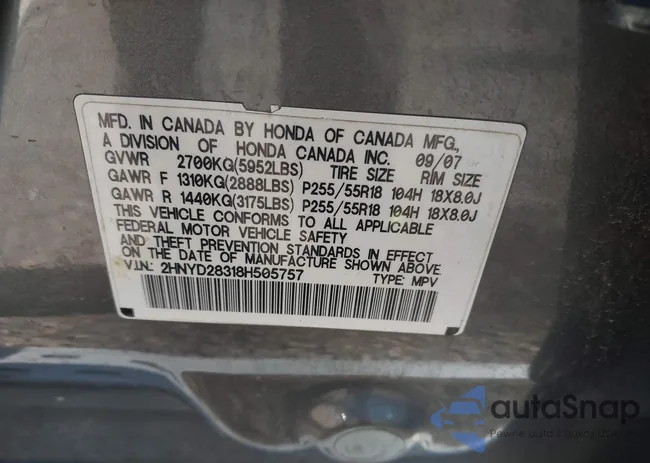 MFD. IN CANADA BY HONDA OF CANADA MFG.,
A DIVISION OF HONDA CANADA INC. 09/07
GVWR 2700KG(5952LBS) TIRE SIZE RIM SIZE
GAWR F 1310KG(2888LBS) P255/55R18 104H 18X8.0J
GAWR R 1440KG(3175LBS) P255/55R18 104H 18X8.0J
THIS VEHICLE CONFORMS TO ALL APPLICABLE
FEDERAL MOTOR VEHICLE SAFETY
AND THEFT PREVENTION STANDARDS IN EFFECT
ON THE DATE OF MANUFACTURE SHOWN ABOVE.
V.I.N.: 2HNYD28318H505757 TYPE: MPV
autaSnap
Pewne auta z